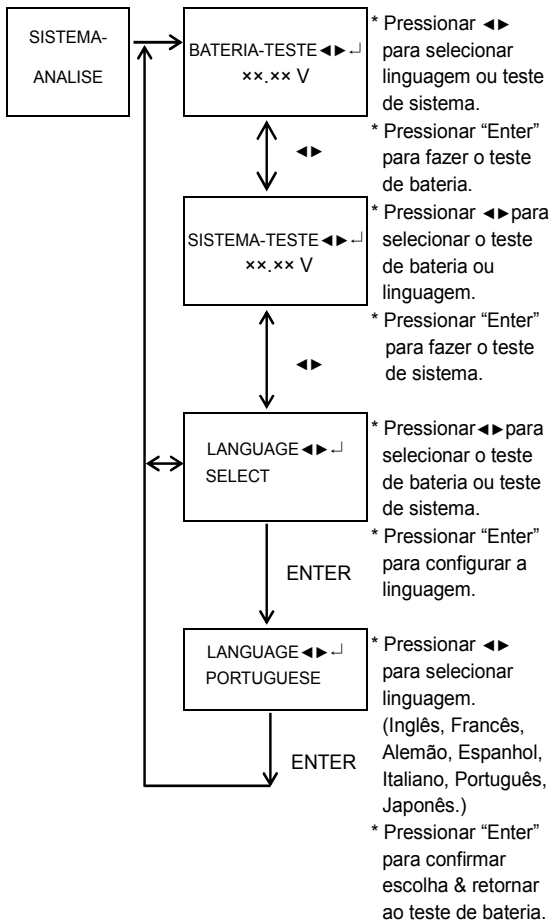 SISTEMA-
ANALISE
BATERIA-TESTE◄►↵
××.×× V
* Pressionar ◄►
para selecionar
linguagem ou teste
de sistema.
* Pressionar “Enter”
para fazer o teste
de bateria.
◄►
SISTEMA-TESTE◄►↵
××.×× V
* Pressionar ◄►para
selecionar o teste
de bateria ou
linguagem.
* Pressionar “Enter”
para fazer o teste
de sistema.
◄►
LANGUAGE◄►↵
SELECT
* Pressionar◄►para
selecionar o teste
de bateria ou teste
de sistema.
* Pressionar “Enter”
para configurar a
linguagem.
ENTER
LANGUAGE◄►↵
PORTUGUESE
* Pressionar ◄►
para selecionar
linguagem.
(Inglês, Francês,
Alemão, Espanhol,
Italiano, Português,
Japonês.)
* Pressionar “Enter”
para confirmar
escolha & retornar
ao teste de bateria.
ENTER